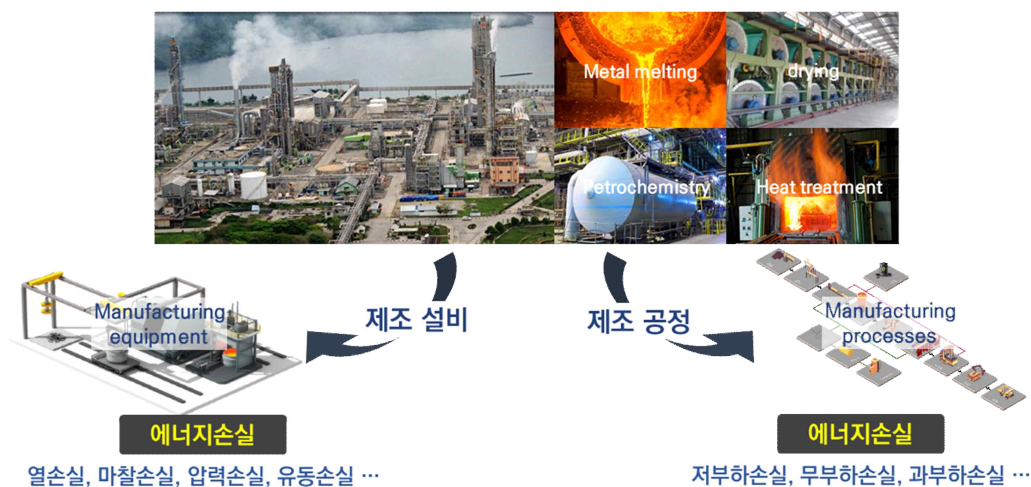 Metal melting
drying
Petrochemistry
Heat treatment
제조 설비
제조 공정
Manufacturing
equipment
Manufacturing
processes
에너지손실
에너지손실
열손실, 마찰손실, 압력손실, 유동손실 ⋯
저부하손실, 무부하손실, 과부하손실 ⋯